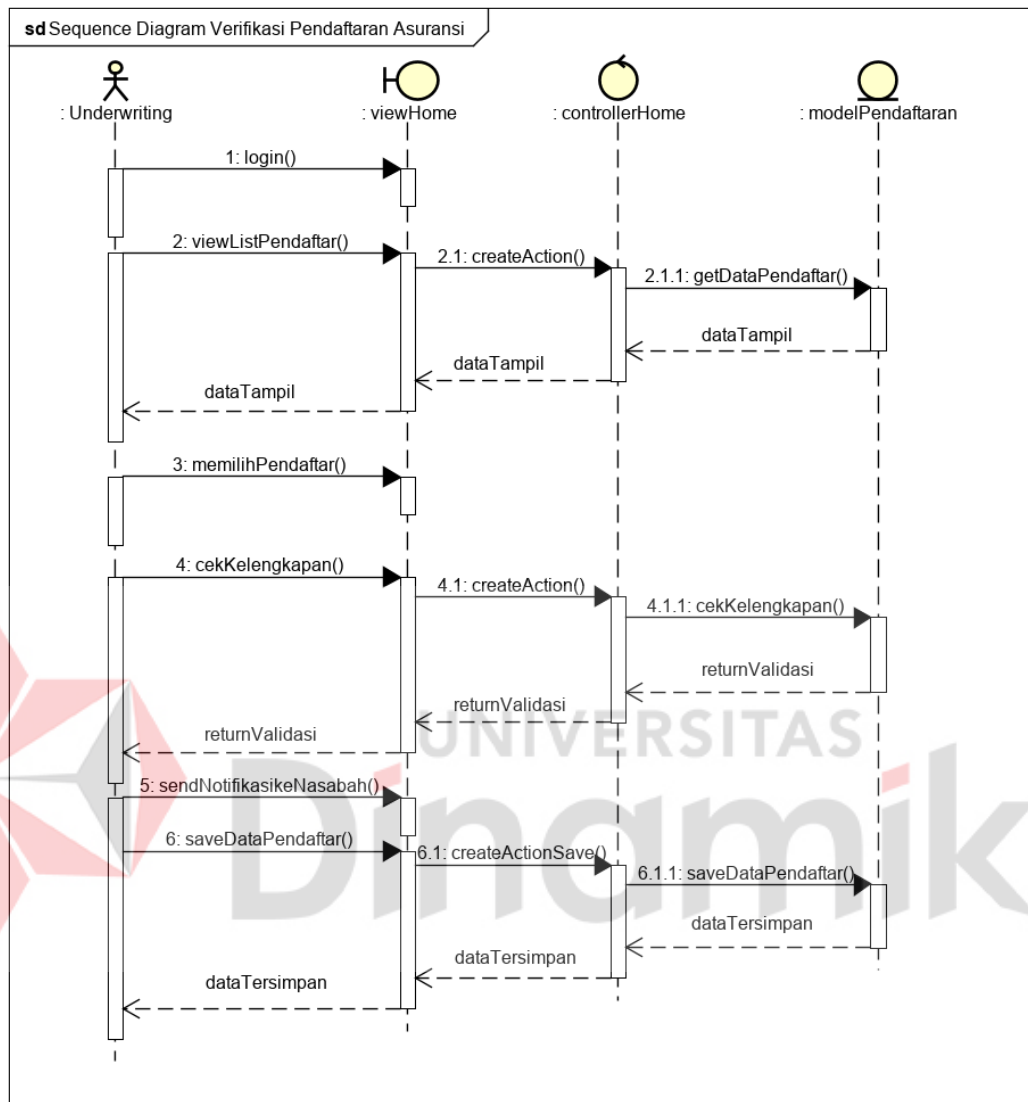 sd Sequence Diagram Verifikasi Pendaftaran Asuransi
: Underwriting
: viewHome
: controllerHome
: modelPendaftaran
1: login()
2: viewListPendaftar()
2.1: createAction()
2.1.1: getDataPendaftar()
dataTampil
dataTampil
dataTampil
3: memilihPendaftar()
4: cekKelengkapan()
4.1: createAction()
4.1.1: cekKelengkapan()
returnValidasi
returnValidasi
returnValidasi
UNIVERSITAS
Dinamik
5: sendNotifikasikeNasabah()
6: saveDataPendaftar()
6.1: createActionSave()
6.1.1: saveDataPendaftar()
dataTersimpan
dataTersimpan
dataTersimpan